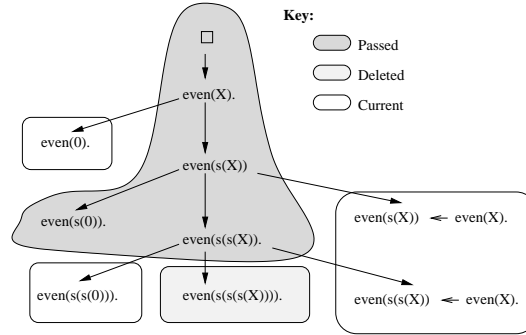 Key:
Passed
Deleted
Current
even(X).
even(0).
even(s(X))
even(s(0)).
even(s(X)) ← even(X).
even(s(s(X)).
even(s(s(0))).
even(s(s(s(X)))).
even(s(s(X)) ← even(X).